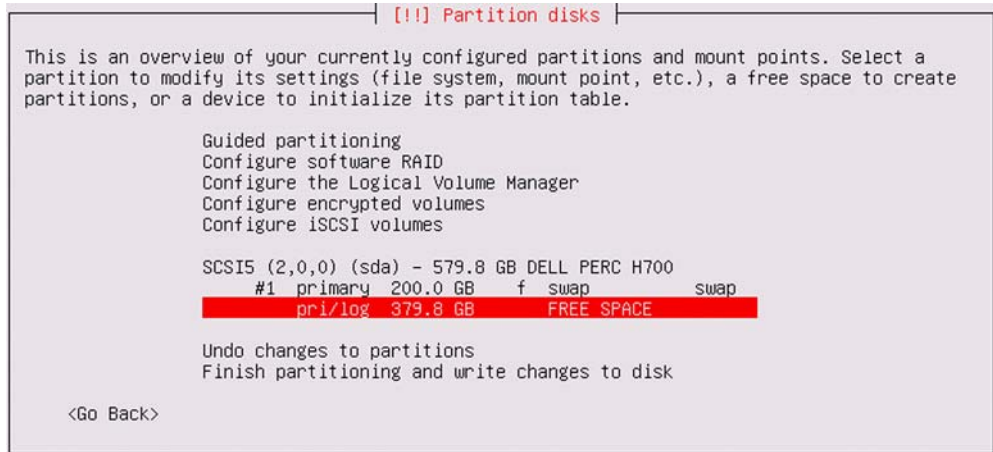 [!!] Partition disks
This is an overview of your currently configured partitions and mount points. Select a
partition to modify its settings (file system, mount point, etc.), a free space to create
partitions, or a device to initialize its partition table.
Guided partitioning
Configure software RAID
Configure the Logical Volume Manager
Configure encrypted volumes
Configure iSCSI volumes
SCSI5 (2,0,0) (sda) - 579.8 GB DELL PERC H700
#1 primary 200.0 GB f swap swap
pri/log 379.8 GB FREE SPACE
Undo changes to partitions
Finish partitioning and write changes to disk
<Go Back>